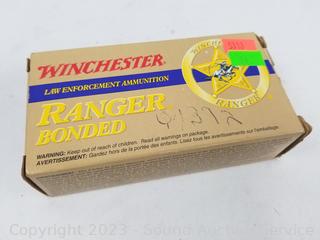 WINCHESTER
LAW ENFORCEMENT AMMUNITION
RANGER
BONDED
WINCHESTER
RANGER
WARNING: Keep out of reach of children. Read all warnings on package.
AVERTISSEMENT: Gardez hors de la portée des enfants. Lisez tous les avertissements sur l'emballage.
Copyright 2023 - Sound Auction Service